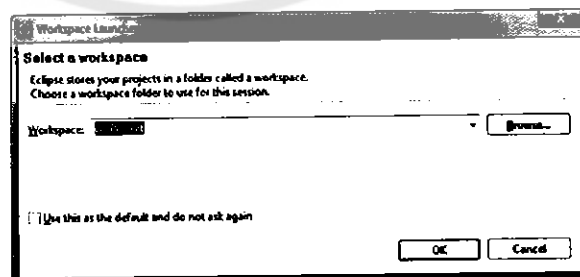 Workspace Launcher
Select a workspace
Eclipse stores your projects in a folder called a workspace.
Choose a workspace folder to use for this session.
Workspace:
Browse...
Use this as the default and do not ask again
OK
Cancel